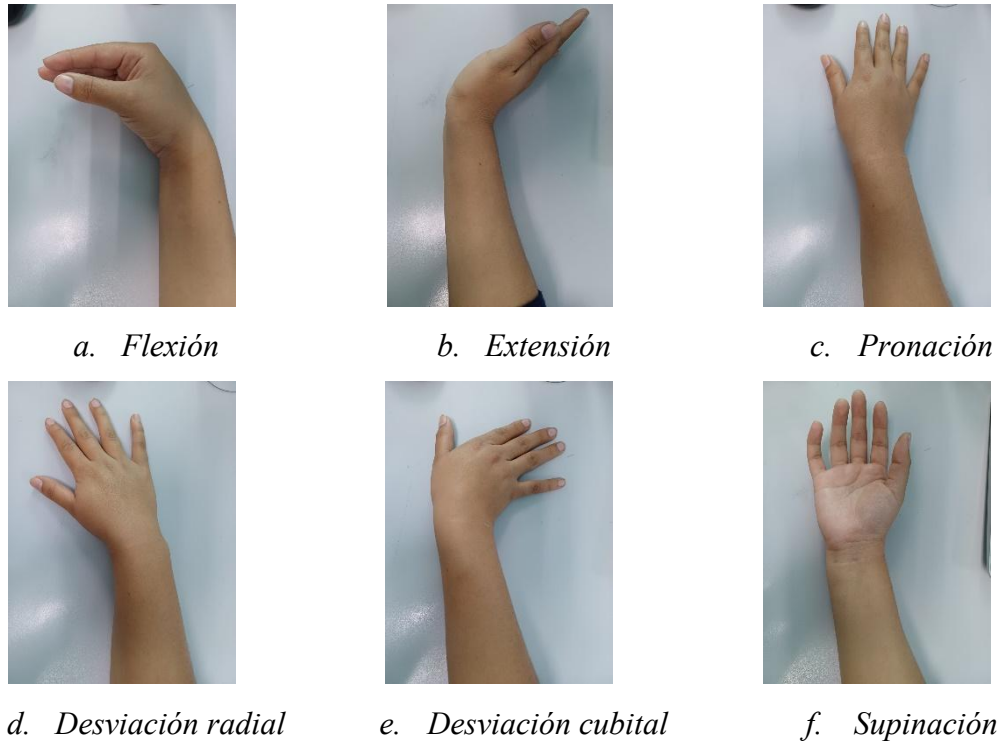 a. Flexión
b. Extensión
c. Pronación
d. Desviación radial
e. Desviación cubital
f. Supinación